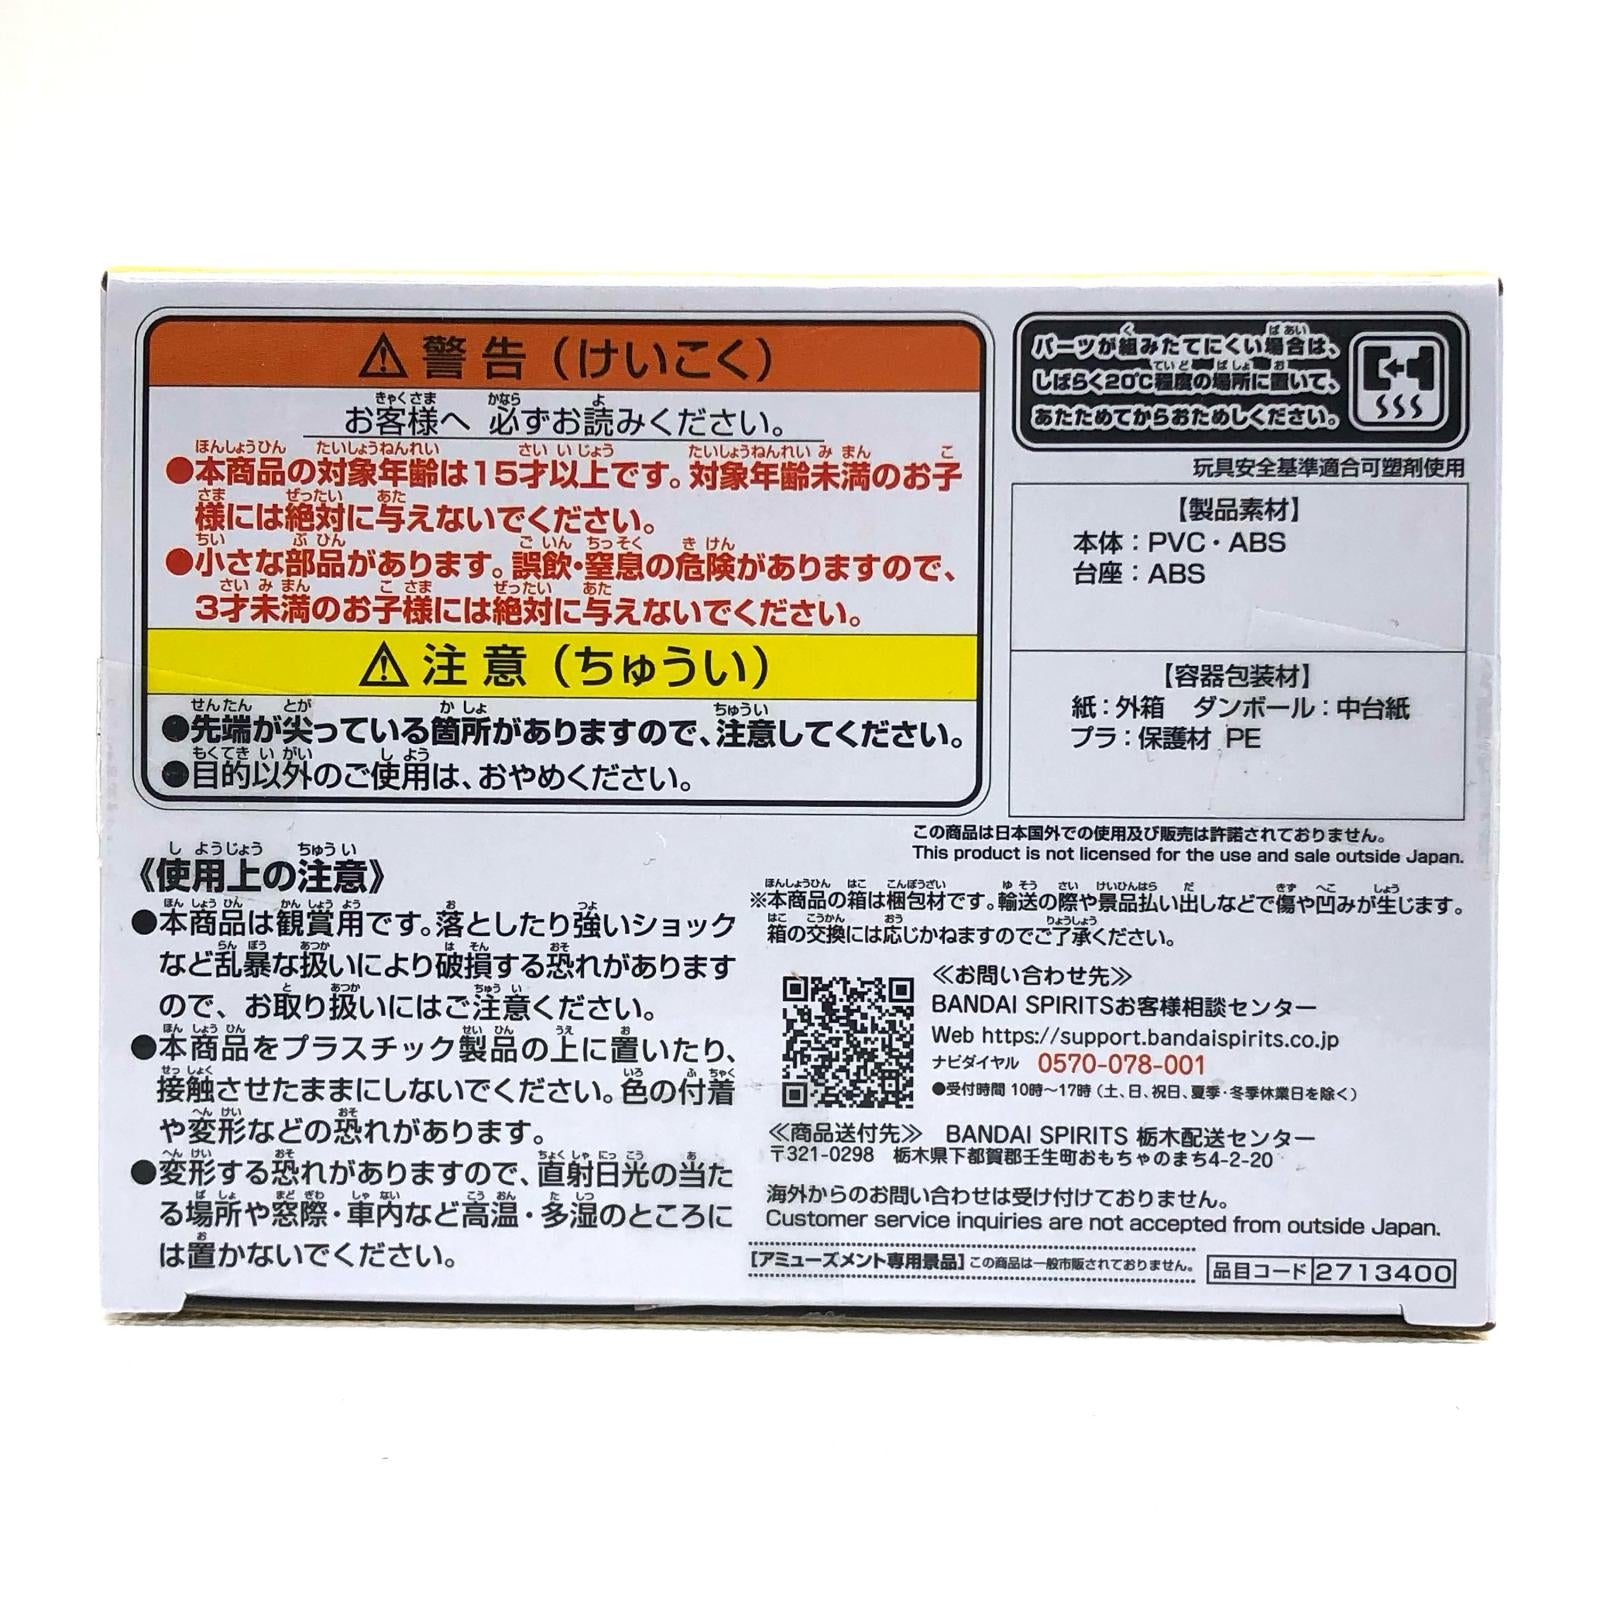 ⚠警告(けいこく)
お客様へ 必ずお読みください。
●本商品の対象年齢は15才以上です。対象年齢未満のお子
様には絶対に与えないでください。
●小さな部品があります。誤飲・窒息の危険がありますので、
3才未満のお子様には絶対に与えないでください。
⚠注意(ちゅうい)
●先端が尖っている箇所がありますので、注意してください。
●目的以外のご使用は、おやめください。
《使用上の注意》
●本商品は観賞用です。落としたり強いショック
など乱暴な扱いにより破損する恐れがあります
ので、お取り扱いにはご注意ください。
●本商品をプラスチック製品の上に置いたり、
接触させたままにしないでください。色の付着
や変形などの恐れがあります。
●変形する恐れがありますので、直射日光の当た
る場所や窓際・車内など高温・多湿のところに
は置かないでください。
パーツが組みたてにくい場合は、
しばらく20℃程度の場所に置いて、
あたためてからおためしください。
玩具安全基準適合可塑剤使用
【製品素材】
本体:PVC・ABS
台座:ABS
【容器包装材】
紙:外箱 ダンボール:中台紙
プラ:保護材 PE
この商品は日本国外での使用及び販売は許諾されておりません。
This product is not licensed for the use and sale outside Japan.
※本商品の箱は梱包材です。輸送の際や景品払い出しなどで傷や凹みが生じます。
箱の交換には応じかねますのでご了承ください。
≪お問い合わせ先≫
BANDAI SPIRITSお客様相談センター
Web https://support.bandaispirits.co.jp
ナビダイヤル 0570-078-001
●受付時間 10時〜17時(土、日、祝日、夏季・冬季休業日を除く)
≪商品送付先≫ BANDAI SPIRITS 栃木配送センター
〒321-0298 栃木県下都賀郡壬生町おもちゃのまち4-2-20
海外からのお問い合わせは受け付けておりません。
Customer service inquiries are not accepted from outside Japan.
[アミューズメント専用景品] この商品は一般市販されておりません。
品目コード 2713400